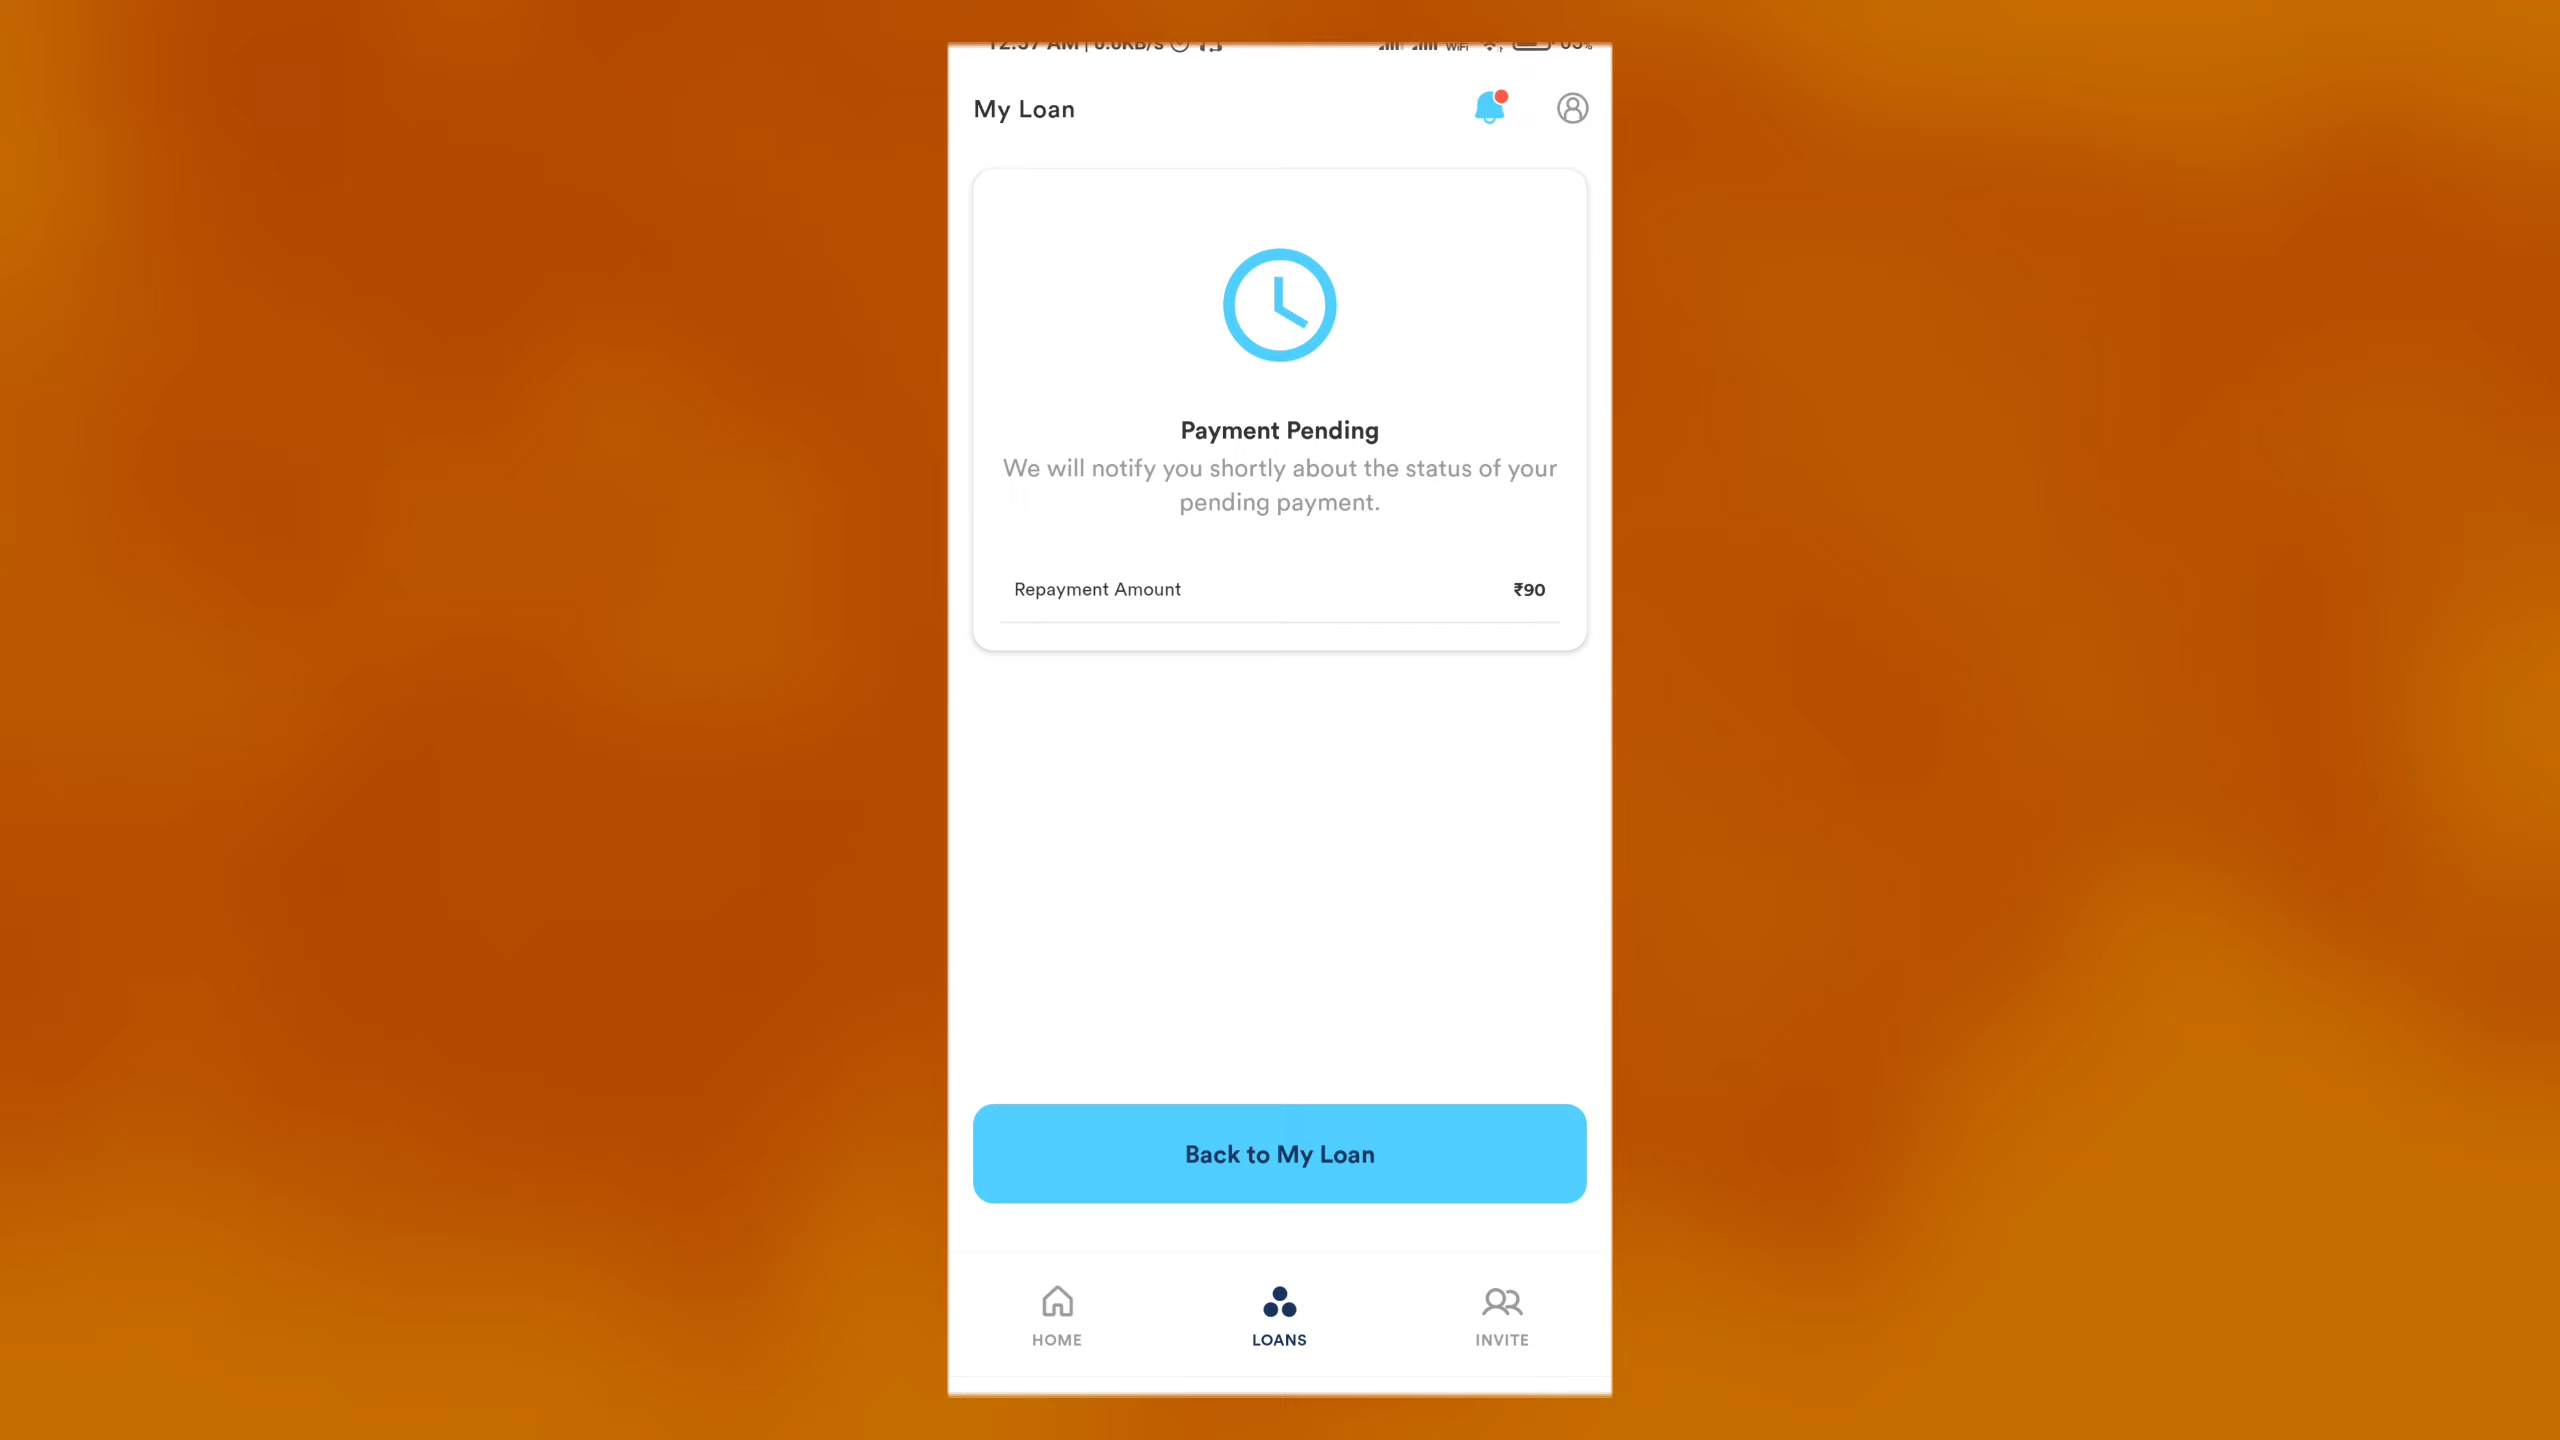 My Loan
Payment Pending
We will notify you shortly about the status of your
pending payment.
Repayment Amount ₹90
Back to My Loan
HOME LOANS INVITE